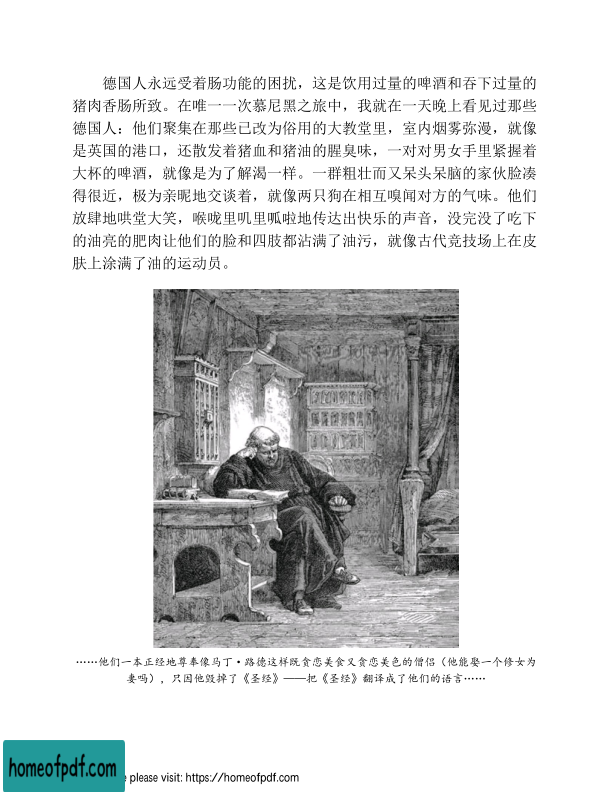 德国人永远受着肠功能的困扰，这是饮用过量的啤酒和吞下过量的
猪肉香肠所致。在唯一一次慕尼黑之旅中，我就在一天晚上看见过那些
德国人：他们聚集在那些已改为俗用的大教堂里，室内烟雾弥漫，就像
是英国的港口，还散发着猪血和猪油的腥臭味，一对对男女手里紧握着
大杯的啤酒，就像是为了解渴一样。一群粗壮而又呆头呆脑的家伙脸凑
得很近，极为亲昵地交谈着，就像两只狗在相互嗅闻对方的气味。他们
放肆地哄堂大笑，喉咙里叽里呱啦地传达出快乐的声音，没完没了吃下
的油亮的肥肉让他们的脸和四肢都沾满了油污，就像古代竞技场上在皮
肤上涂满了油的运动员。
……他们一本正经地尊奉像马丁·路德这样既贪恋美食又贪恋美色的僧侣（他能娶一个修女为
妻吗），只因他毁掉了《圣经》——把《圣经》翻译成了他们的语言……
homeofpdf.com
e please visit: https://homeofpdf.com